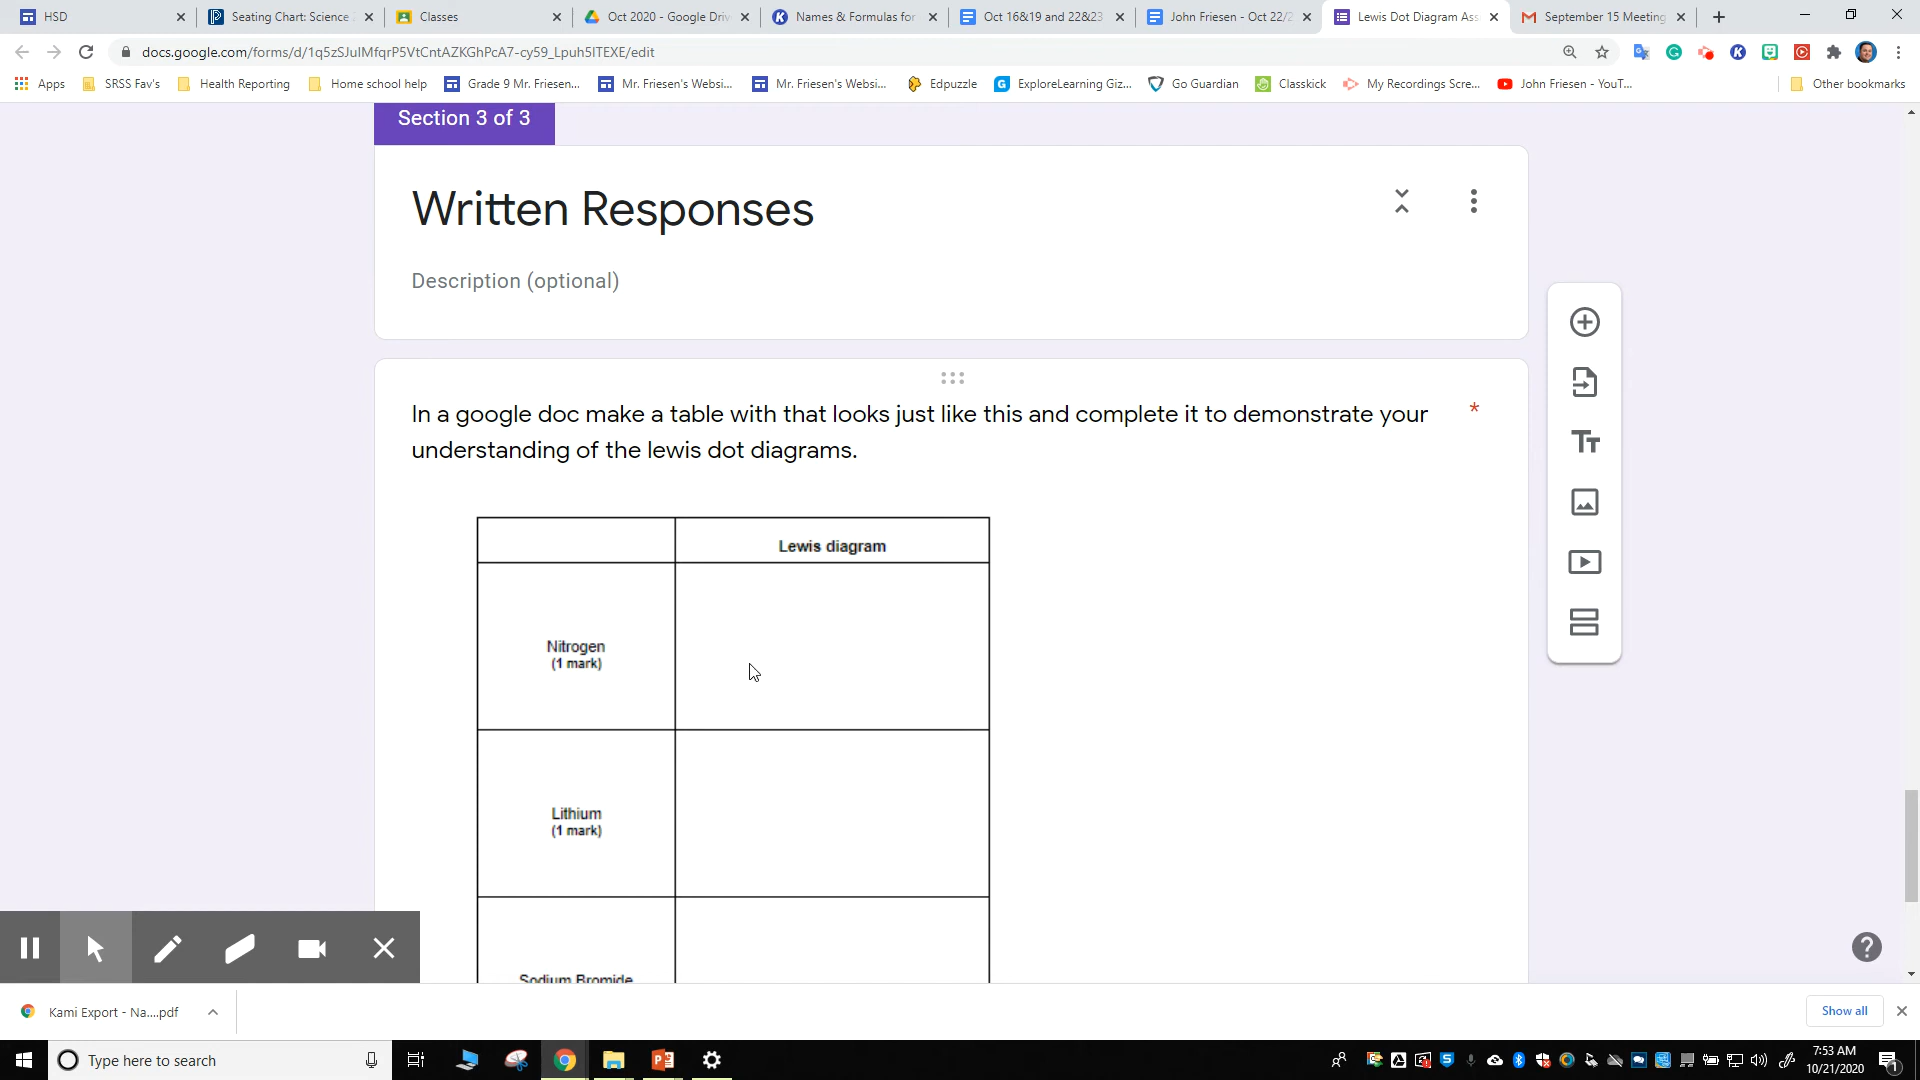 HSD
Seating Chart: Science
Classes
Oct 2020 - Google Driv
Names & Formulas for
Oct 16&19 and 22&23
John Friesen - Oct 22/2
Lewis Dot Diagram Ass
September 15 Meeting
docs.google.com/forms/d/1q5zSJulMfqrP5VtCntAZKGhPcA7-cy59_Lpuh5ITEXE/edit
Apps
SRSS Fav's
Health Reporting
Home school help
Grade 9 Mr. Friesen...
Mr. Friesen's Websi...
Mr. Friesen's Websi...
Edpuzzle
ExploreLearning Giz...
Go Guardian
Classkick
My Recordings Scre...
John Friesen - YouT...
Other bookmarks
Section 3 of 3
Written Responses
Description (optional)
In a google doc make a table with that looks just like this and complete it to demonstrate your *
understanding of the lewis dot diagrams.
Lewis diagram
Nitrogen
(1 mark)
Lithium
(1 mark)
Sodium Bromide
Kami Export - Na....pdf
Show all
Type here to search
7:53 AM
10/21/2020
1